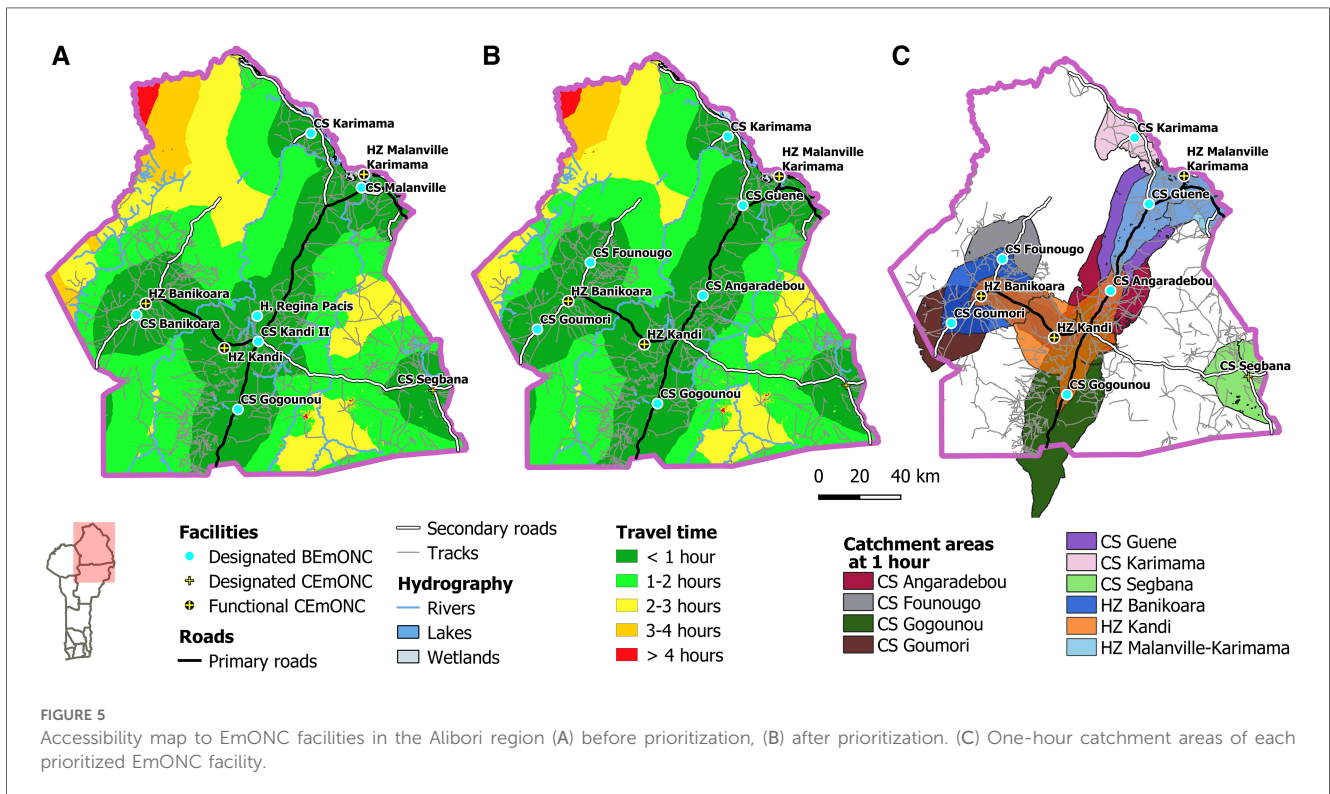 A
CS Karimama
HZ Malanville
Karimama
CS Malanville
HZ Banikoara
CS Banikoara
H. Regina Pacis
CS Kandi II
HZ Kandi
CS Segbana
CS Gogounou
B
CS Karimama
HZ Malanville
Karimama
CS Guene
CS Founougo
HZ Banikoara
CS Angaradebou
CS Goumori
HZ Kandi
CS Gogounou
C
CS Karimama
HZ Malanville
Karimama
CS Guene
CS Founougo
HZ Banikoara
CS Angaradebou
CS Goumori
HZ Kandi
CS Segbana
CS Gogounou
0 20 40 km
Facilities
Designated BEmONC
Designated CEmONC
Functional CEmONC
Roads
Primary roads
Secondary roads
Tracks
Hydrography
Rivers
Lakes
Wetlands
Travel time
< 1 hour
1-2 hours
2-3 hours
3-4 hours
> 4 hours
Catchment areas
at 1 hour
CS Angaradebou
CS Founougo
CS Gogounou
CS Goumori
CS Guene
CS Karimama
CS Segbana
HZ Banikoara
HZ Kandi
HZ Malanville-Karimama
FIGURE 5
Accessibility map to EmONC facilities in the Alibori region (A) before prioritization, (B) after prioritization. (C) One-hour catchment areas of each
prioritized EmONC facility.